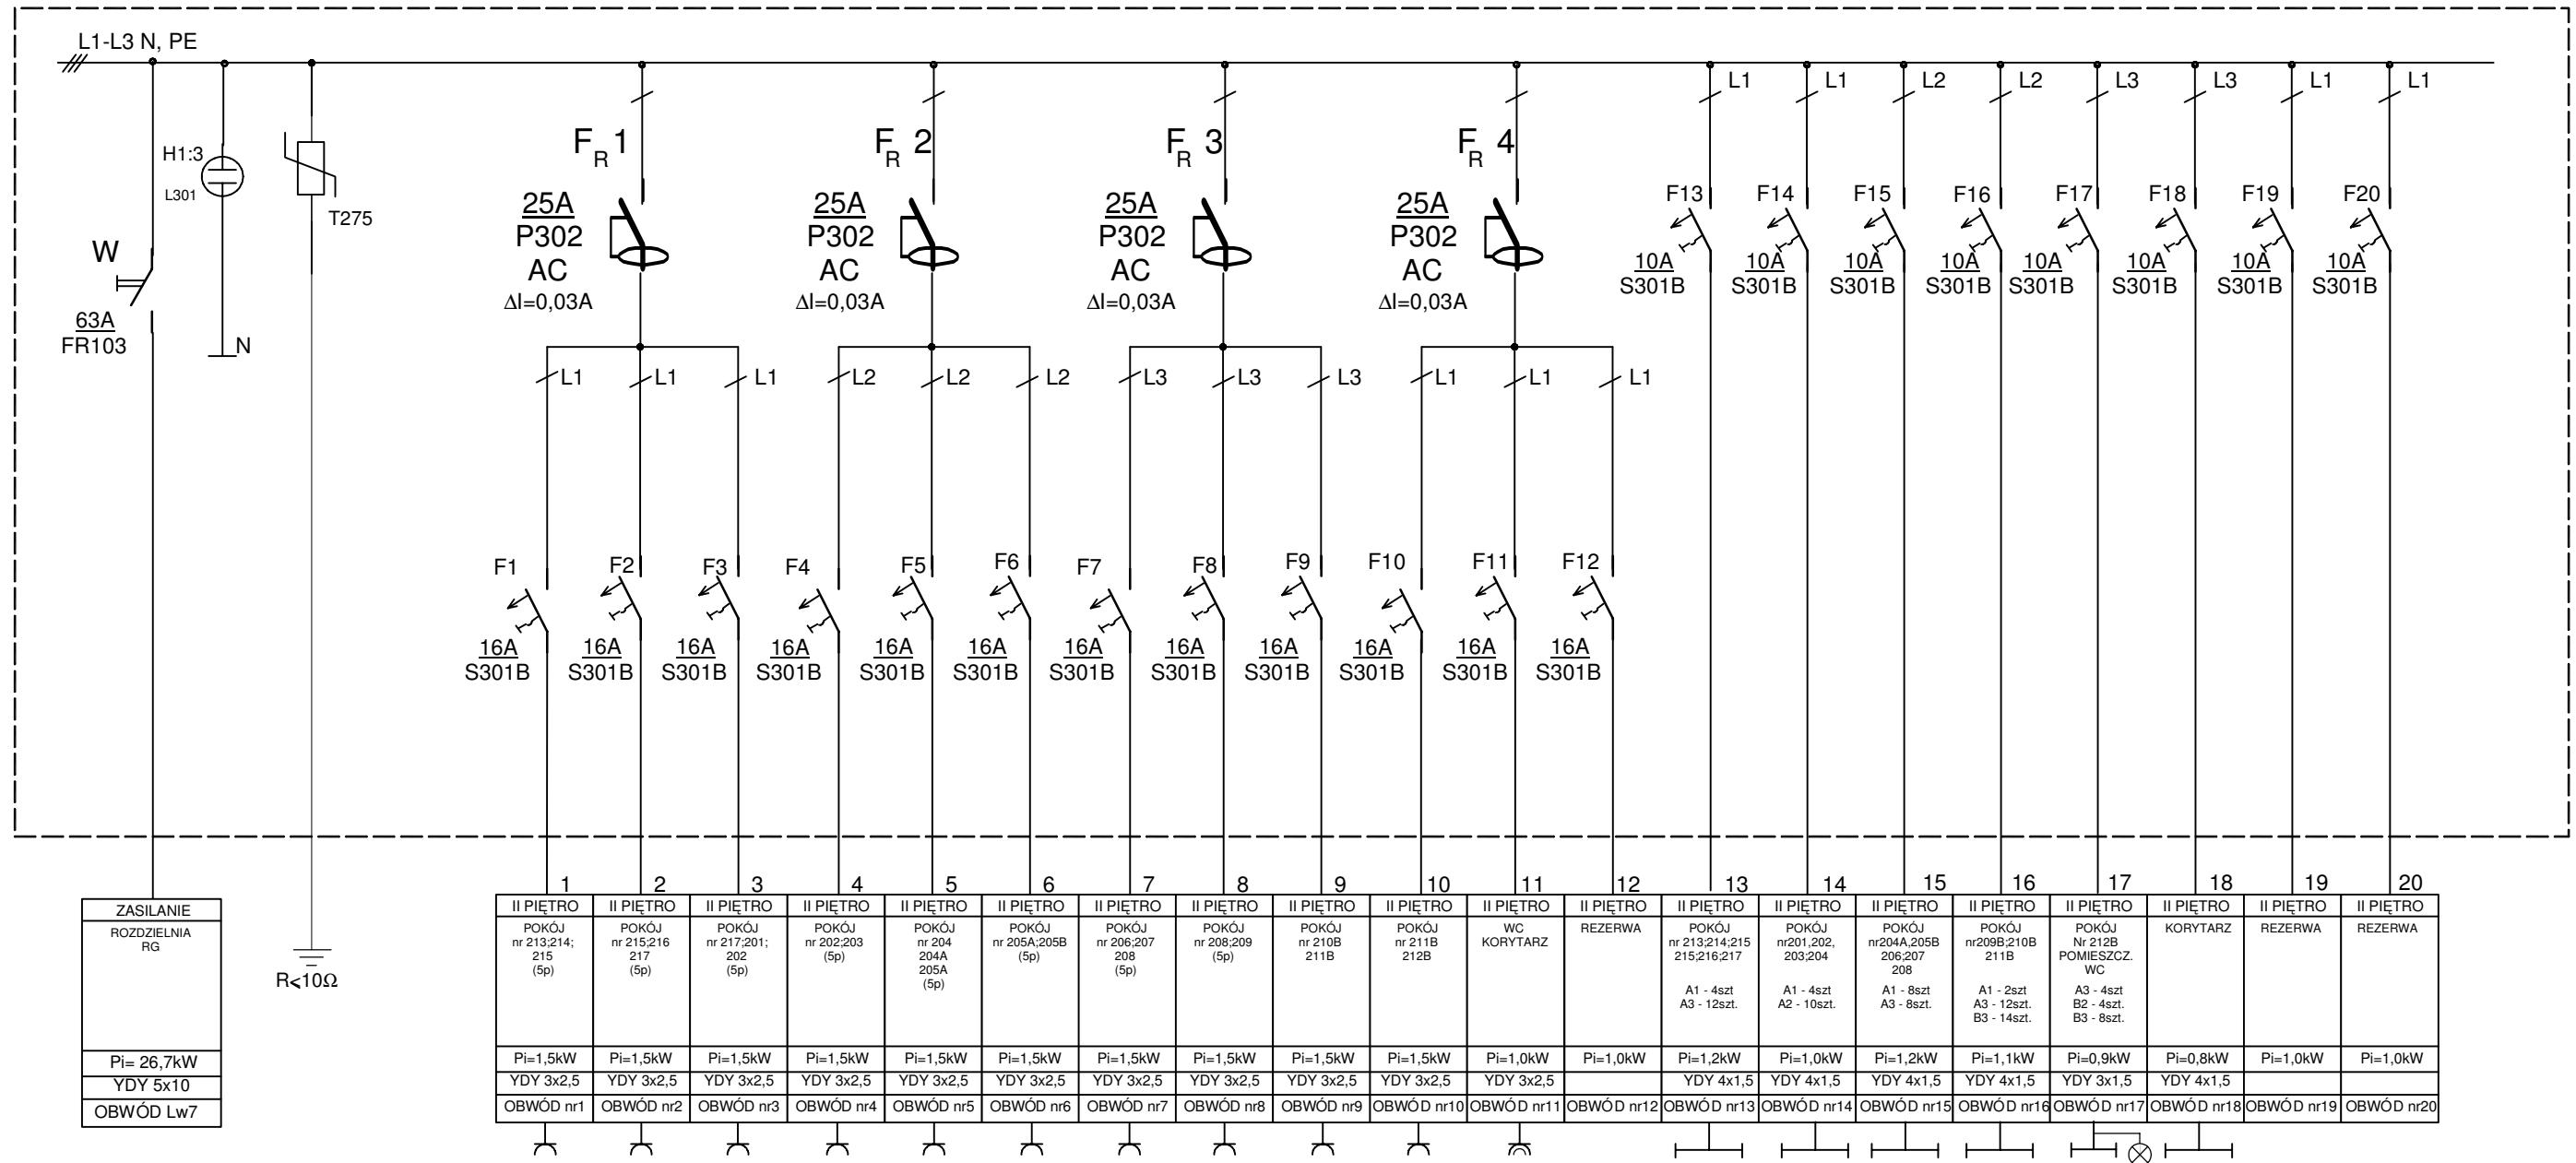 L1-L3 N, PE
H1:3
L301
T275
W
63A
FR103
N
F R 1
25A
P302
AC
ΔI=0,03A
F R 2
25A
P302
AC
ΔI=0,03A
F R 3
25A
P302
AC
ΔI=0,03A
F R 4
25A
P302
AC
ΔI=0,03A
L1 L1 L2 L2 L3 L3 L1 L1
F13 F14 F15 F16 F17 F18 F19 F20
10A 10A 10A 10A 10A 10A 10A 10A
S301B S301B S301B S301B S301B S301B S301B S301B
L1 L1 L1 L2 L2 L2 L3 L3 L3 L1 L1 L1
F1 F2 F3 F4 F5 F6 F7 F8 F9 F10 F11 F12
16A 16A 16A 16A 16A 16A 16A 16A 16A 16A 16A 16A
S301B S301B S301B S301B S301B S301B S301B S301B S301B S301B S301B S301B
ZASILANIE
ROZDZIELNIA
RG
Pi= 26,7kW
YDY 5x10
OBWÓD Lw7
R<10Ω
1
II PIĘTRO
POKÓJ
nr 213;214;
215
(5p)
Pi=1,5kW
YDY 3x2,5
OBWÓD nr1
2
II PIĘTRO
POKÓJ
nr 215;216
217
(5p)
Pi=1,5kW
YDY 3x2,5
OBWÓD nr2
3
II PIĘTRO
POKÓJ
nr 217;201;
202
(5p)
Pi=1,5kW
YDY 3x2,5
OBWÓD nr3
4
II PIĘTRO
POKÓJ
nr 202;203
(5p)
Pi=1,5kW
YDY 3x2,5
OBWÓD nr4
5
II PIĘTRO
POKÓJ
nr 204
204A
205A
(5p)
Pi=1,5kW
YDY 3x2,5
OBWÓD nr5
6
II PIĘTRO
POKÓJ
nr 205A;205B
(5p)
Pi=1,5kW
YDY 3x2,5
OBWÓD nr6
7
II PIĘTRO
POKÓJ
nr 206;207
208
(5p)
Pi=1,5kW
YDY 3x2,5
OBWÓD nr7
8
II PIĘTRO
POKÓJ
nr 208;209
(5p)
Pi=1,5kW
YDY 3x2,5
OBWÓD nr8
9
II PIĘTRO
POKÓJ
nr 210B
211B
Pi=1,5kW
YDY 3x2,5
OBWÓD nr9
10
II PIĘTRO
POKÓJ
nr 211B
212B
Pi=1,5kW
YDY 3x2,5
OBWÓD nr10
11
II PIĘTRO
WC
KORYTARZ
Pi=1,0kW
YDY 3x2,5
OBWÓD nr11
12
II PIĘTRO
REZERWA
Pi=1,0kW
OBWÓD nr12
13
II PIĘTRO
POKÓJ
nr 213;214;215
215;216;217
A1 - 4szt
A3 - 12szt.
Pi=1,2kW
YDY 4x1,5
OBWÓD nr13
14
II PIĘTRO
POKÓJ
nr201,202,
203;204
A1 - 4szt
A2 - 10szt.
Pi=1,0kW
YDY 4x1,5
OBWÓD nr14
15
II PIĘTRO
POKÓJ
nr204A,205B
206;207
208
A1 - 8szt
A3 - 8szt.
Pi=1,2kW
YDY 4x1,5
OBWÓD nr15
16
II PIĘTRO
POKÓJ
nr209B;210B
211B
A1 - 2szt
A3 - 12szt.
B3 - 14szt.
Pi=1,1kW
YDY 4x1,5
OBWÓD nr16
17
II PIĘTRO
POKÓJ
Nr 212B
POMIESZCZ.
WC
A3 - 4szt
B2 - 4szt.
B3 - 8szt.
Pi=0,9kW
YDY 3x1,5
OBWÓD nr17
18
II PIĘTRO
KORYTARZ
Pi=0,8kW
YDY 4x1,5
OBWÓD nr18
19
II PIĘTRO
REZERWA
Pi=1,0kW
OBWÓD nr19
20
II PIĘTRO
REZERWA
Pi=1,0kW
OBWÓD nr20